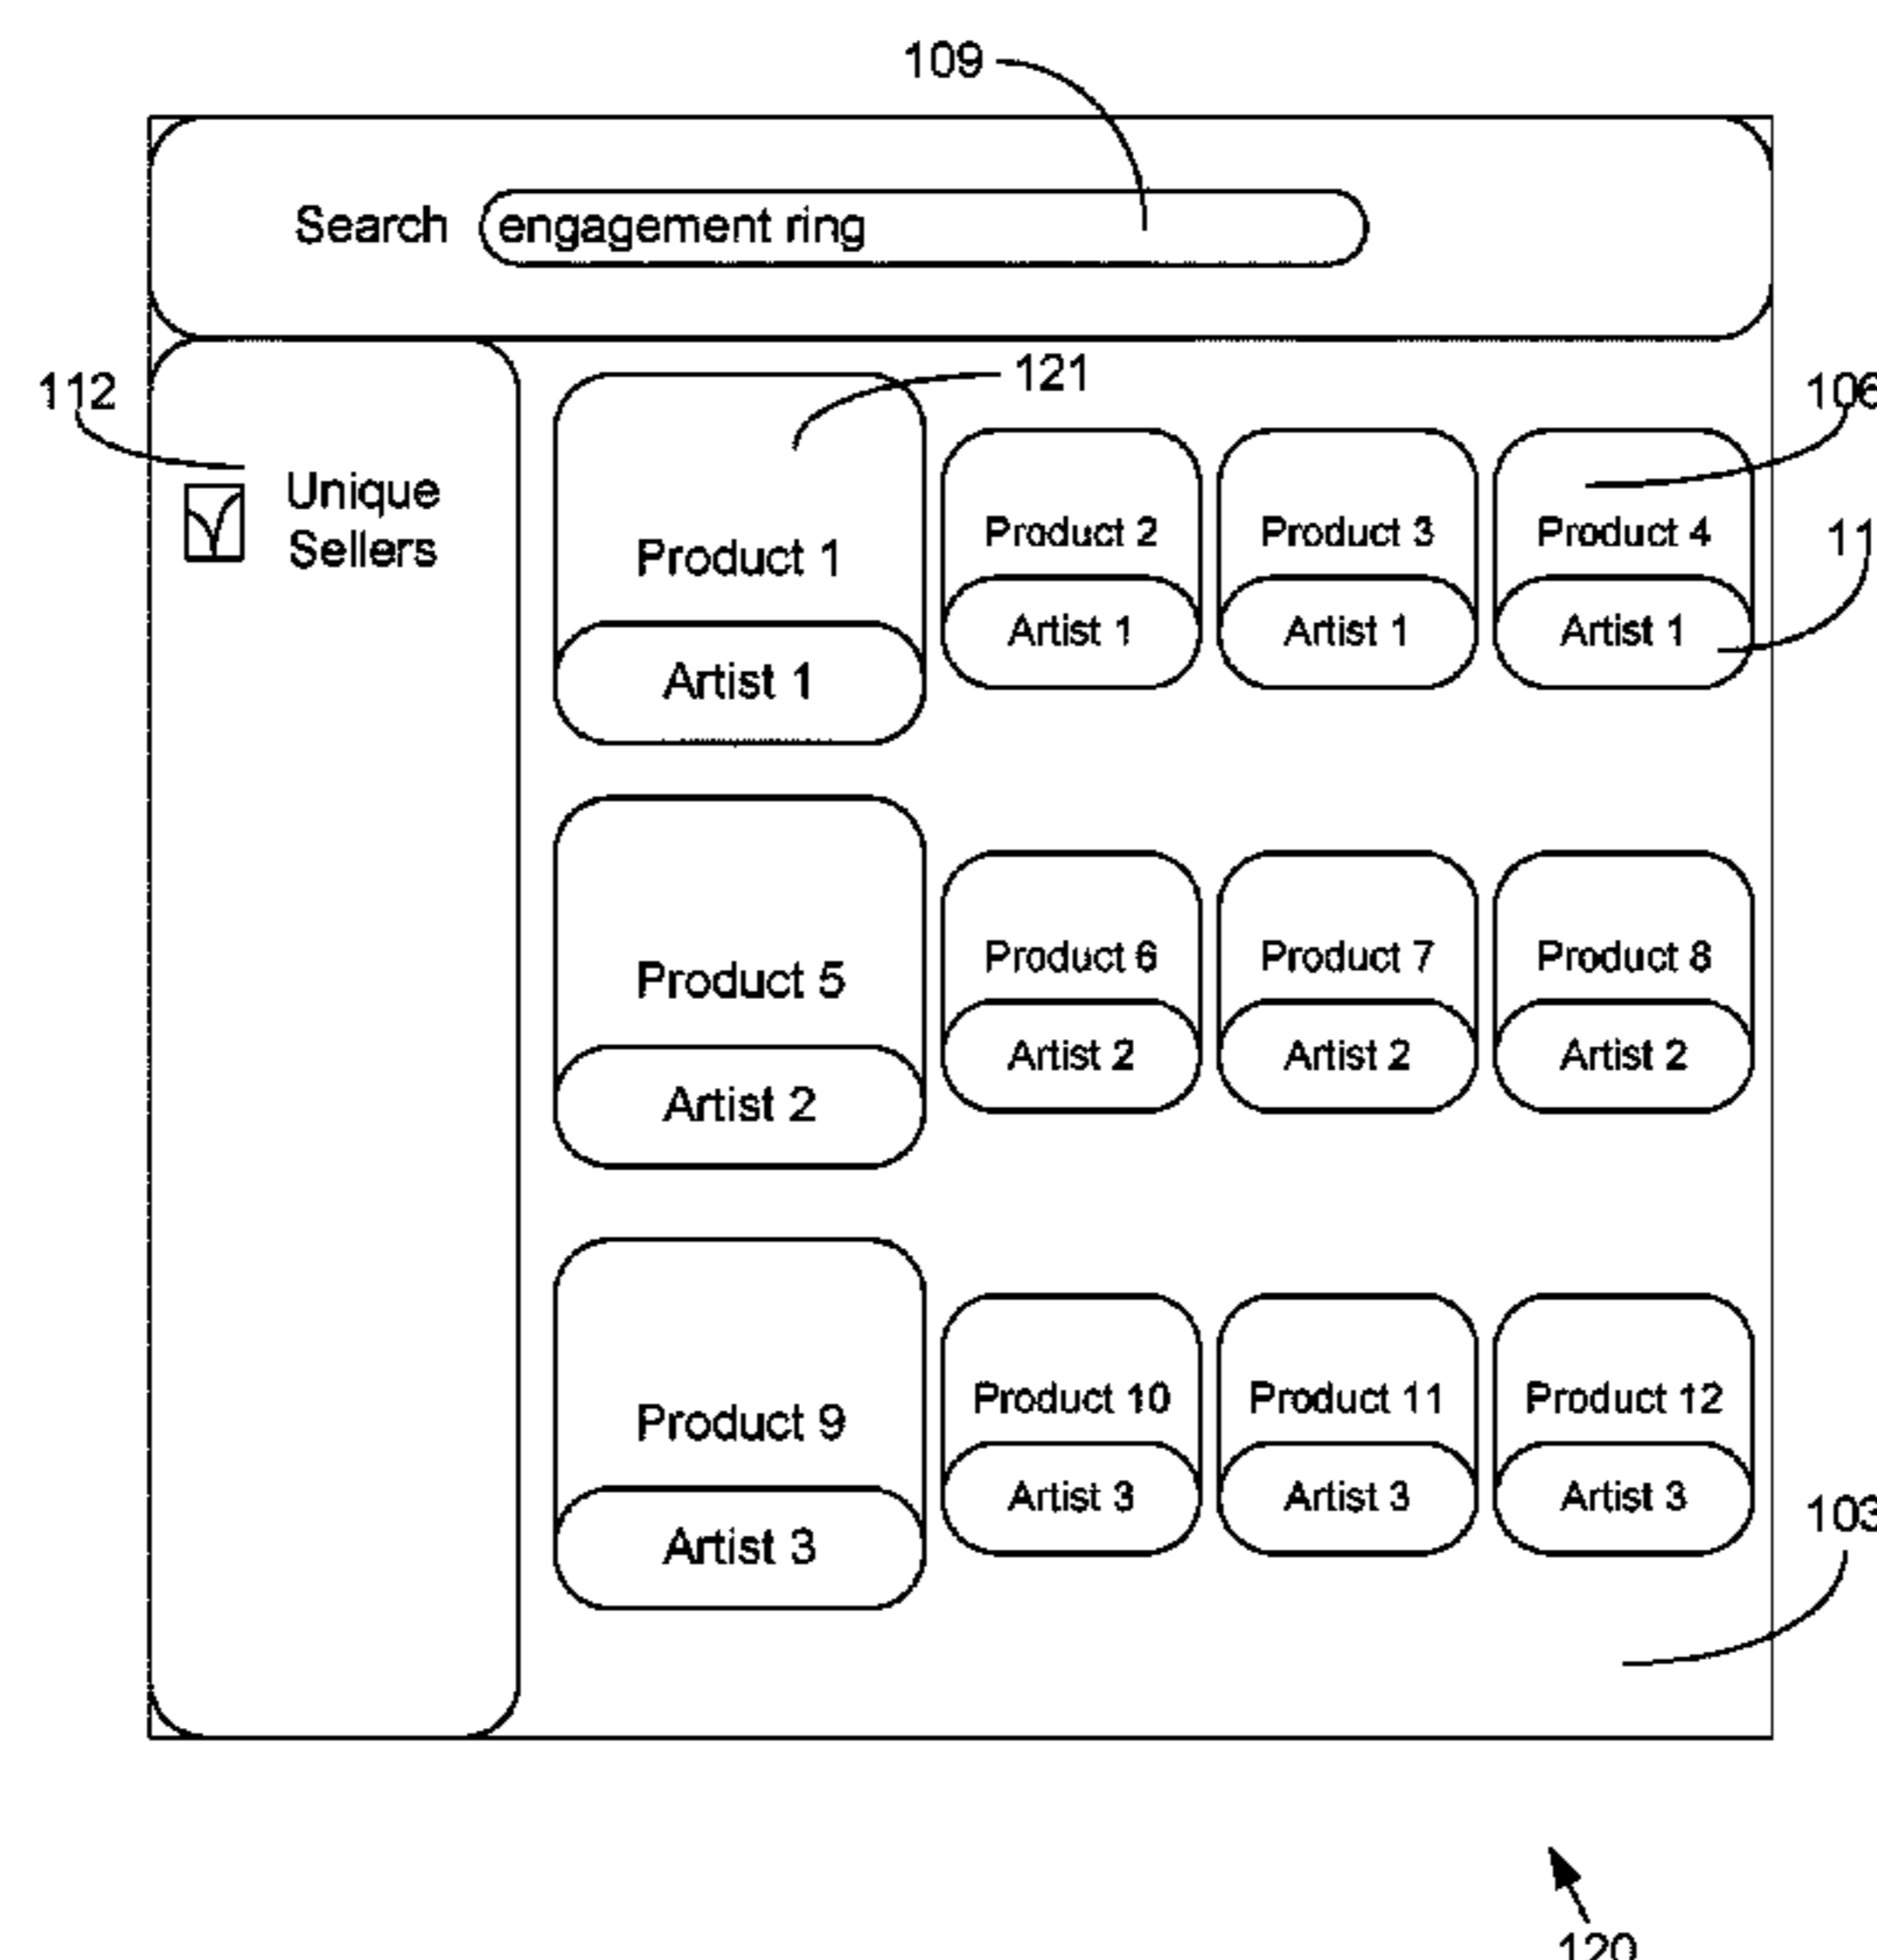 109
Search engagement ring
112
121
106
Unique
Sellers
11
Product 1
Product 2
Product 3
Product 4
Artist 1
Artist 1
Artist 1
Artist 1
Product 5
Product 6
Product 7
Product 8
Artist 2
Artist 2
Artist 2
Artist 2
Product 9
Product 10
Product 11
Product 12
Artist 3
Artist 3
Artist 3
Artist 3
103
120